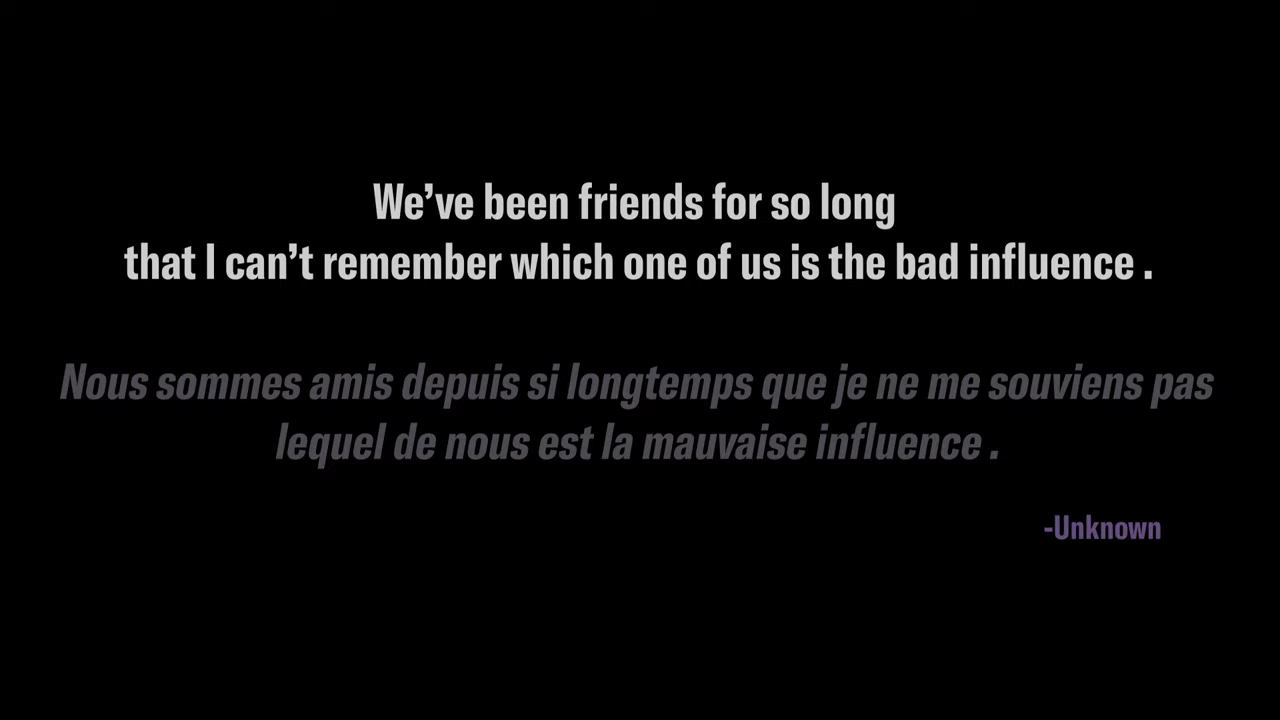 We’ve been friends for so long
that I can’t remember which one of us is the bad influence .
Nous sommes amis depuis si longtemps que je ne me souviens pas
lequel de nous est la mauvaise influence .
-Unknown